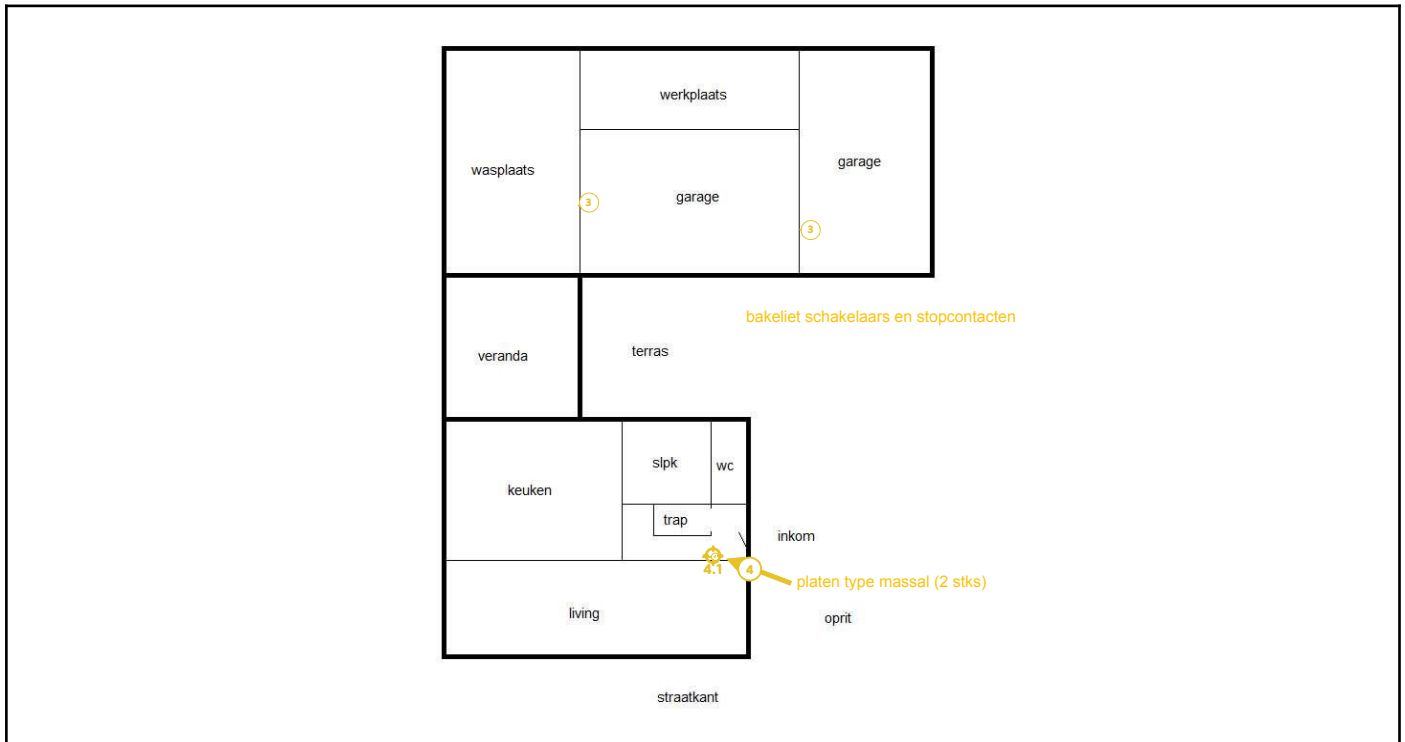 werkplaats
garage
wasplaats
garage
3
3
bakeliet schakelaars en stopcontacten
terras
veranda
slpk
wc
keuken
trap
inkom
4.1
4
platen type massal (2 stks)
living
oprit
straatkant